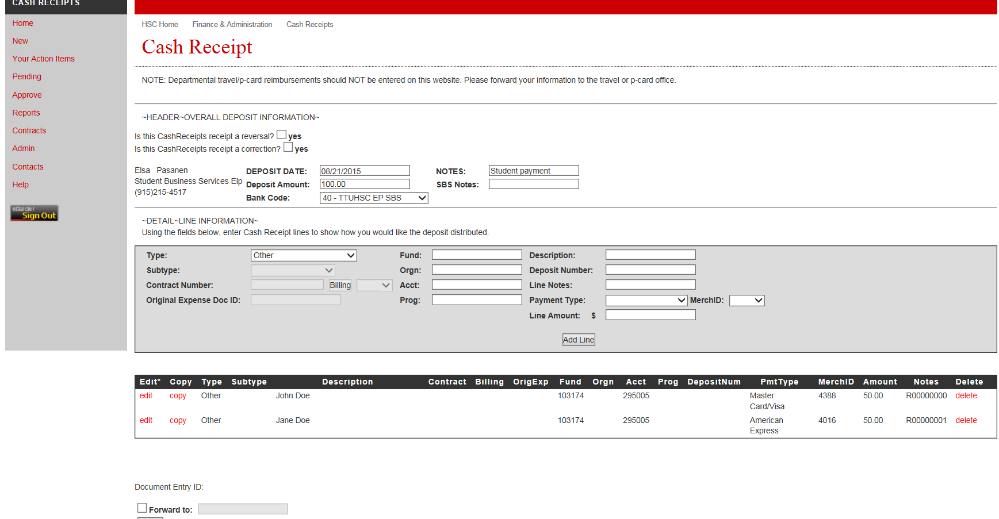 CASH RECEIPTS
Home
New
Your Action Items
Pending
Approve
Reports
Contracts
Admin
Contacts
Help
eRaider
Sign Out
HSC Home Finance & Administration Cash Receipts
Cash Receipt
NOTE: Departmental travel/p-card reimbursements should NOT be entered on this website. Please forward your information to the travel or p-card office.
~HEADER~OVERALL DEPOSIT INFORMATION~
Is this CashReceipts receipt a reversal? yes
Is this CashReceipts receipt a correction? yes
Elsa Pasanen
Student Business Services Elp
(915)215-4517
DEPOSIT DATE: 08/21/2015 NOTES: Student payment
Deposit Amount: 100.00 SBS Notes:
Bank Code: 40 - TTUHSC EP SBS
~DETAIL~LINE INFORMATION~
Using the fields below, enter Cash Receipt lines to show how you would like the deposit distributed.
Type: Other Fund: Description:
Subtype: Orgn: Deposit Number:
Contract Number: Billing Acct: Line Notes:
Original Expense Doc ID: Prog: Payment Type: MerchID:
Line Amount: $
Add Line
Edit* Copy Type Subtype Description Contract Billing OrigExp Fund Orgn Acct Prog DepositNum PmtType MerchID Amount Notes Delete
edit copy Other John Doe 103174 295005 Master Card/Visa 4388 50.00 R00000000 delete
edit copy Other Jane Doe 103174 295005 American Express 4016 50.00 R00000001 delete
Document Entry ID:
Forward to: